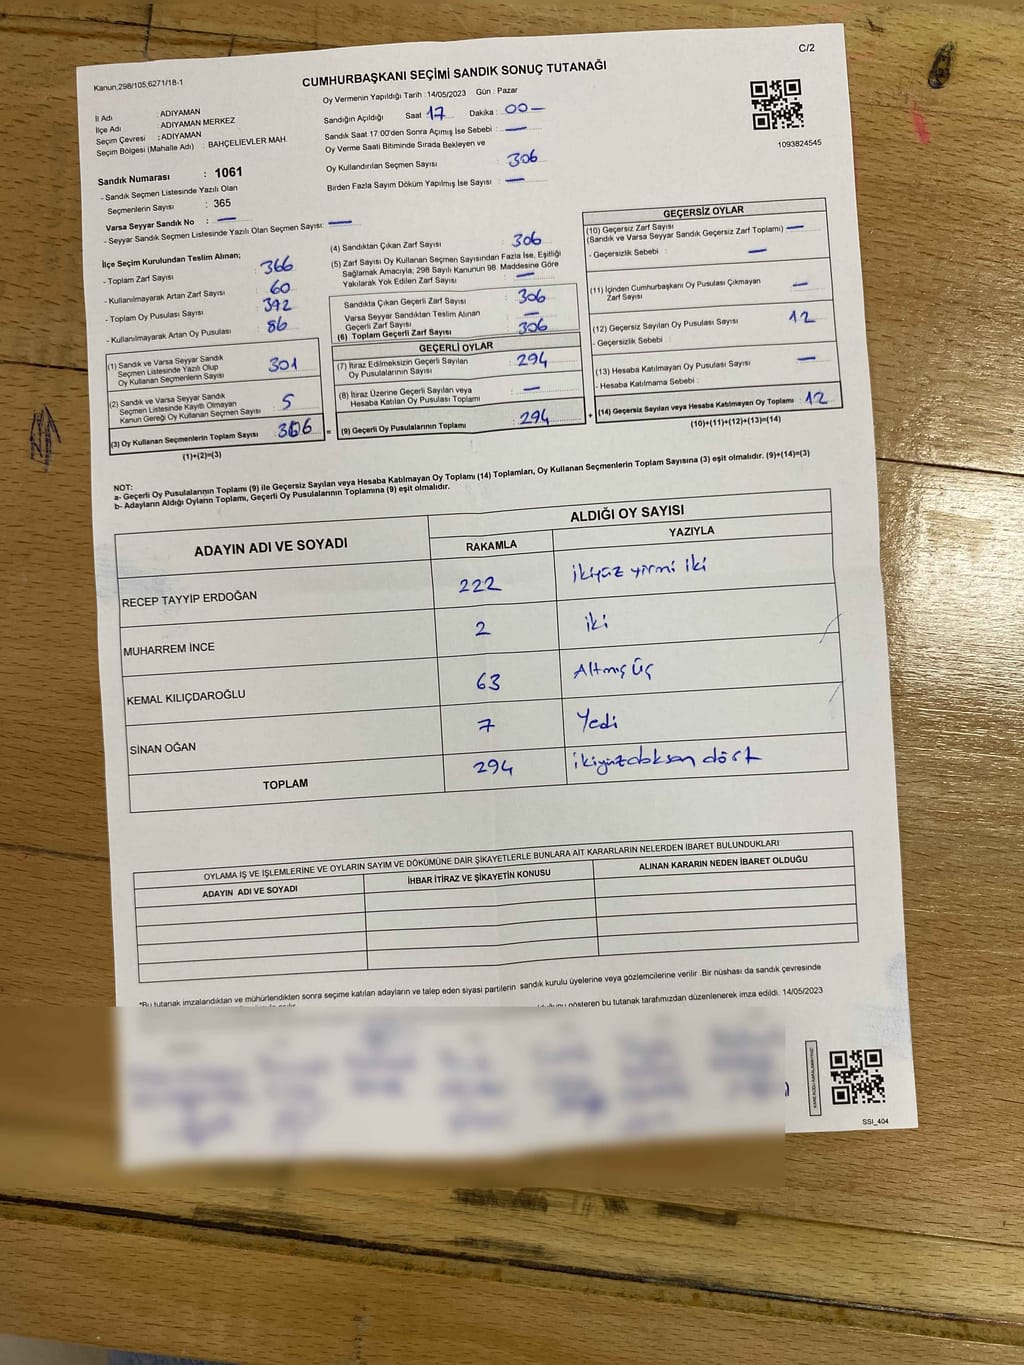 C/2
Kanun,298/105,6271/18-1
CUMHURBAŞKANI SEÇİMİ SANDIK SONUÇ TUTANAĞI
Oy Vermenin Yapıldığı Tarih : 14/05/2023 Gün : Pazar
İl Adı : ADIYAMAN
İlçe Adı : ADIYAMAN MERKEZ
Seçim Çevresi : ADIYAMAN
Seçim Bölgesi (Mahalle Adı) : BAHÇELİEVLER MAH.
Sandığın Açıldığı Saat 17 Dakika : 00 —
Sandık Saat 17.00'den Sonra Açımış İse Sebebi : —
Oy Verme Saati Bitiminde Sırada Bekleyen ve
Oy Kullandırılan Seçmen Sayısı : 306
Birden Fazla Sayım Döküm Yapılmış İse Sayısı : —
1093824545
Sandık Numarası : 1061
- Sandık Seçmen Listesinde Yazılı Olan
Seçmenlerin Sayısı : 365
Varsa Seyyar Sandık No : —
- Seyyar Sandık Seçmen Listesinde Yazılı Olan Seçmen Sayısı: —
İlçe Seçim Kurulundan Teslim Alınan;
- Toplam Zarf Sayısı : 366
- Kullanılmayarak Artan Zarf Sayısı : 60
- Toplam Oy Pusulası Sayısı : 392
- Kullanılmayarak Artan Oy Pusulası : 86
(1) Sandık ve Varsa Seyyar Sandık
Seçmen Listesinde Yazılı Olup
Oy Kullanan Seçmenlerin Sayısı : 301
(2) Sandık ve Varsa Seyyar Sandık
Seçmen Listesinde Kayıtlı Olmayan
Kanun Gereği Oy Kullanan Seçmen Sayısı : 5
(3) Oy Kullanan Seçmenlerin Toplam Sayısı : 306
(1)+(2)=(3)
(4) Sandıktan Çıkan Zarf Sayısı : 306
(5) Zarf Sayısı Oy Kullanan Seçmen Sayısından Fazla İse, Eşitliği
Sağlamak Amacıyla; 298 Sayılı Kanunun 98. Maddesine Göre
Yakılarak Yok Edilen Zarf Sayısı : —
Sandıkta Çıkan Geçerli Zarf Sayısı : 306
Varsa Seyyar Sandıktan Teslim Alınan
Geçerli Zarf Sayısı : —
(6) Toplam Geçerli Zarf Sayısı : 306
GEÇERLİ OYLAR
(7) İtiraz Edilmeksizin Geçerli Sayılan
Oy Pusulalarının Sayısı : 294
(8) İtiraz Üzerine Geçerli Sayılan veya
Hesaba Katılan Oy Pusulası Toplamı : —
= (9) Geçerli Oy Pusulalarının Toplamı : 294
GEÇERSİZ OYLAR
(10) Geçersiz Zarf Sayısı
(Sandık ve Varsa Seyyar Sandık Geçersiz Zarf Toplamı) : —
- Geçersizlik Sebebi : —
(11) İçinden Cumhurbaşkanı Oy Pusulası Çıkmayan
Zarf Sayısı : —
(12) Geçersiz Sayılan Oy Pusulası Sayısı : 12
- Geçersizlik Sebebi :
(13) Hesaba Katılmayan Oy Pusulası Sayısı : —
- Hesaba Katılmama Sebebi :
+ (14) Geçersiz Sayılan veya Hesaba Katılmayan Oy Toplamı : 12
(10)+(11)+(12)+(13)=(14)
NOT:
a- Geçerli Oy Pusulalarının Toplamı (9) ile Geçersiz Sayılan veya Hesaba Katılmayan Oy Toplamı (14) Toplamları, Oy Kullanan Seçmenlerin Toplam Sayısına (3) eşit olmalıdır. (9)+(14)=(3)
b- Adayların Aldığı Oyların Toplamı, Geçerli Oy Pusulalarının Toplamına (9) eşit olmalıdır.
ADAYIN ADI VE SOYADI ALDIĞI OY SAYISI
RAKAMLA YAZIYLA
RECEP TAYYİP ERDOĞAN 222 ikiyüz yirmi iki
MUHARREM İNCE 2 iki
KEMAL KILIÇDAROĞLU 63 Altmış Üç
SİNAN OĞAN 7 Yedi
TOPLAM 294 ikiyüzdoksan dört
OYLAMA İŞ VE İŞLEMLERİNE VE OYLARIN SAYIM VE DÖKÜMÜNE DAİR ŞİKAYETLERLE BUNLARA AİT KARARLARIN NELERDEN İBARET BULUNDUKLARI
ADAYIN ADI VE SOYADI İHBAR İTİRAZ VE ŞİKAYETİN KONUSU ALINAN KARARIN NEDEN İBARET OLDUĞU
*Bu tutanak imzalandıktan ve mühürlendikten sonra seçime katılan adayların ve talep eden siyasi partilerin sandık kurulu üyelerine veya gözlemcilerine verilir. Bir nüshası da sandık çevresinde
gösteren bu tutanak tarafımızdan düzenlenerek imza edildi. 14/05/2023
SSI_404